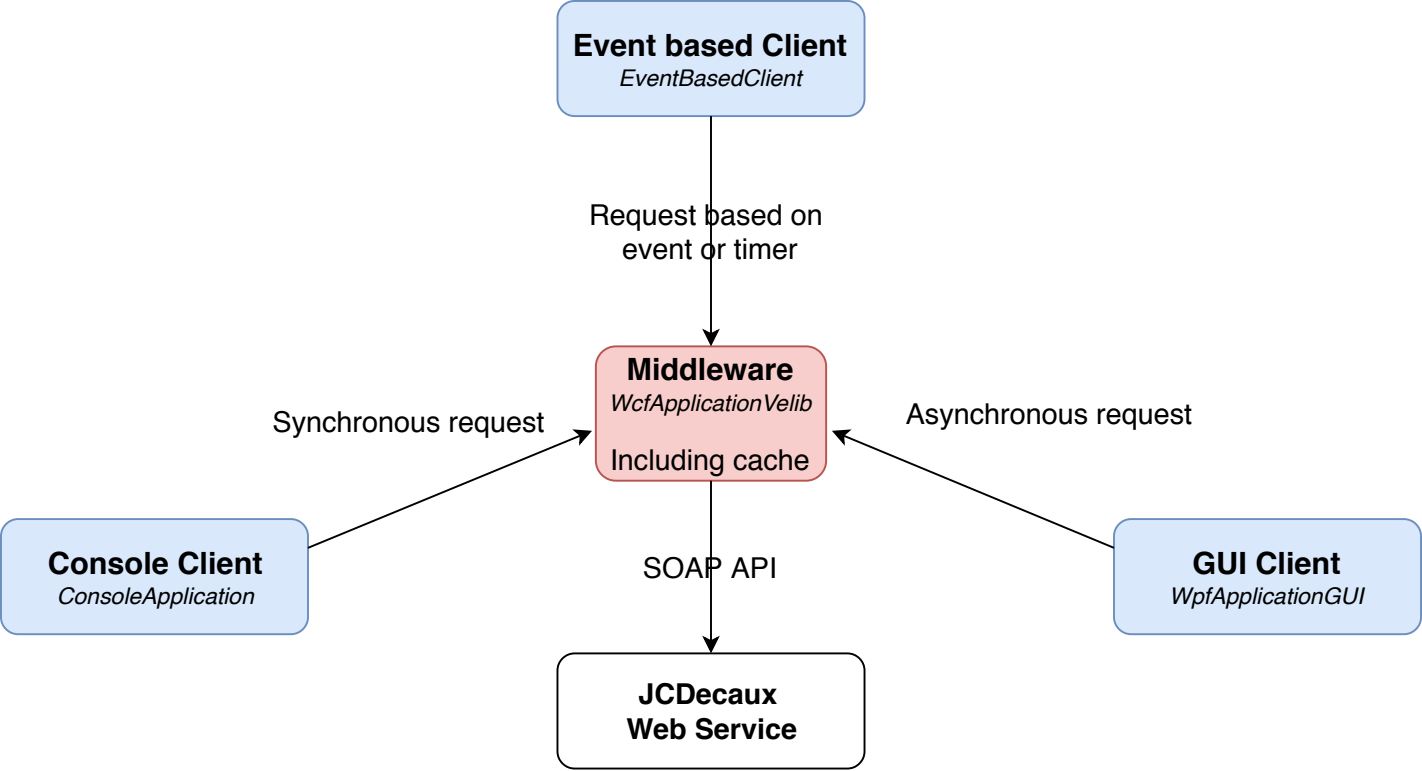 Event based Client
EventBasedClient
Request based on
event or timer
Middleware
WcfApplicationVelib
Including cache
Synchronous request
Asynchronous request
Console Client
ConsoleApplication
SOAP API
GUI Client
WpfApplicationGUI
JCDecaux
Web Service